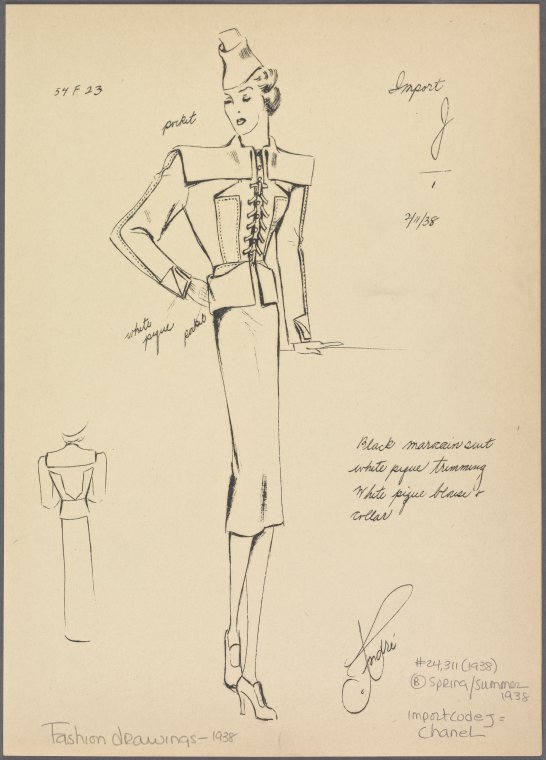 54 F 23
Import
J
1
2/11/38
pocket
white
pique
pocket
Black marocain suit
white pique trimming
White pique blouse &
collar
André
#24,311 (1938)
B Spring/Summer
1938
import code J =
Chanel
Fashion drawings - 1938